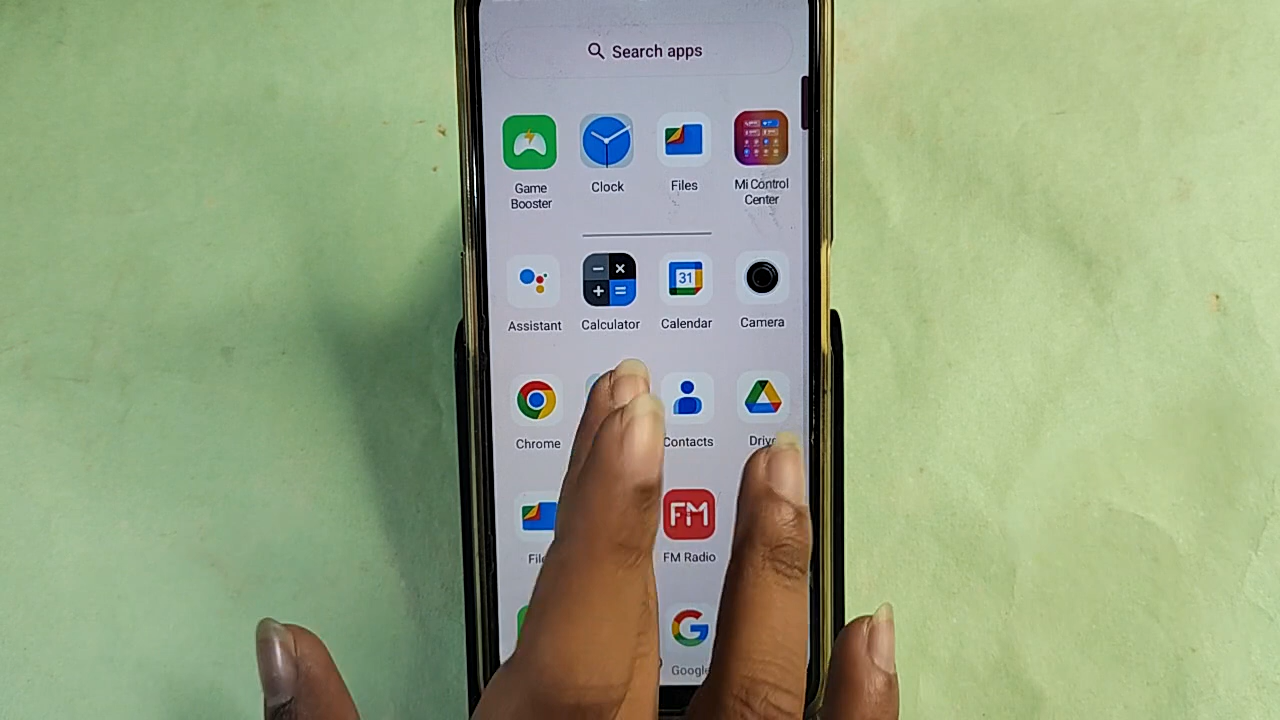 Search apps
Game Booster
Clock
Files
Mi Control Center
Assistant
Calculator
31
Calendar
Camera
Chrome
Contacts
FM
FM Radio
G
Google